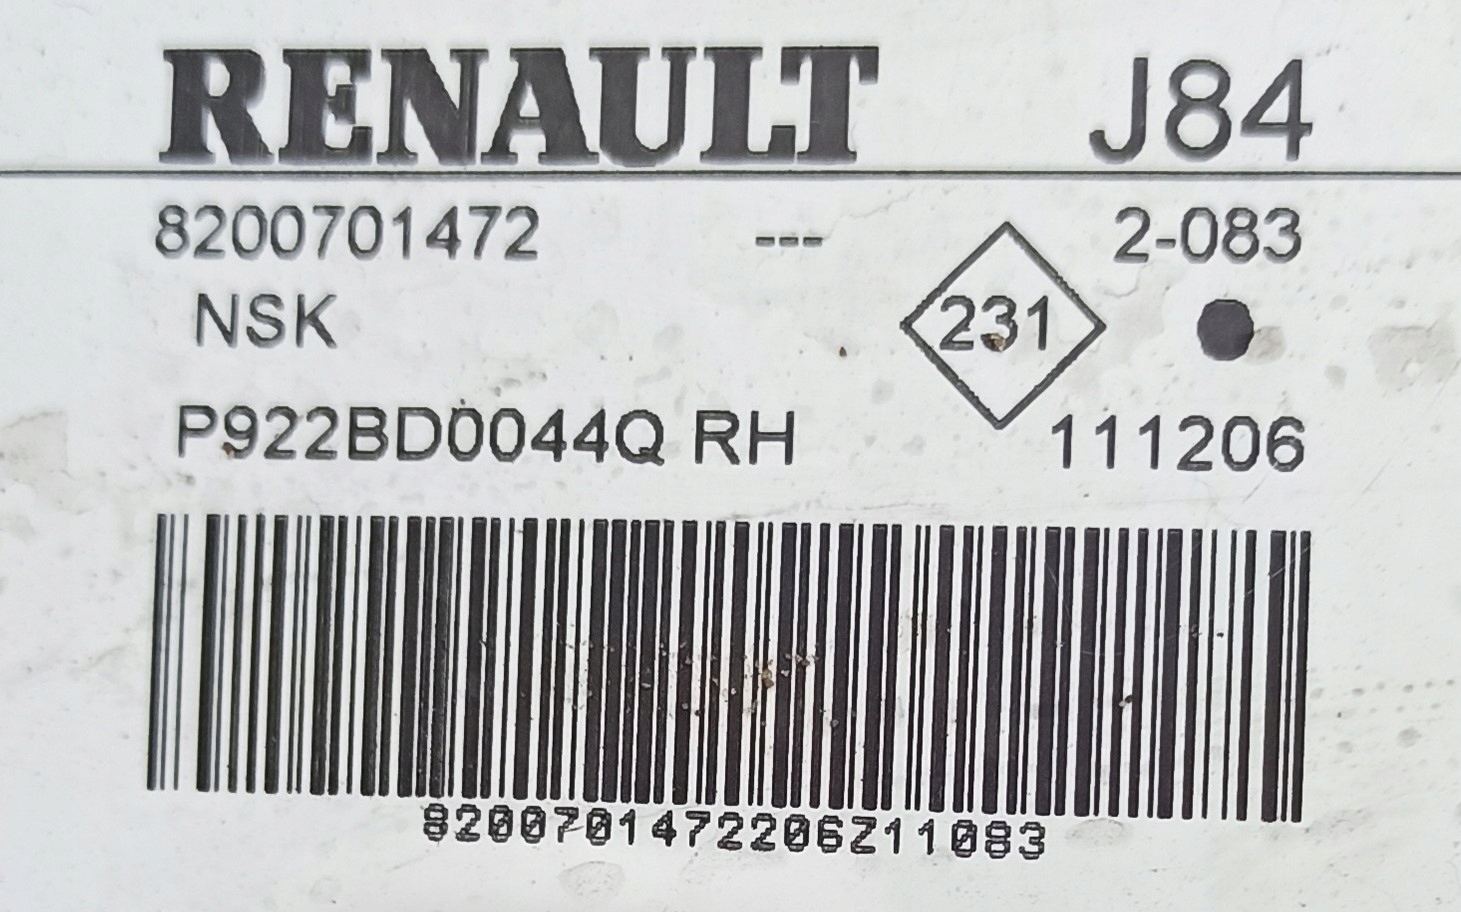 RENAULT J84
8200701472 --- 2-083
NSK 231
P922BD0044Q RH 111206
8200701472206Z11083